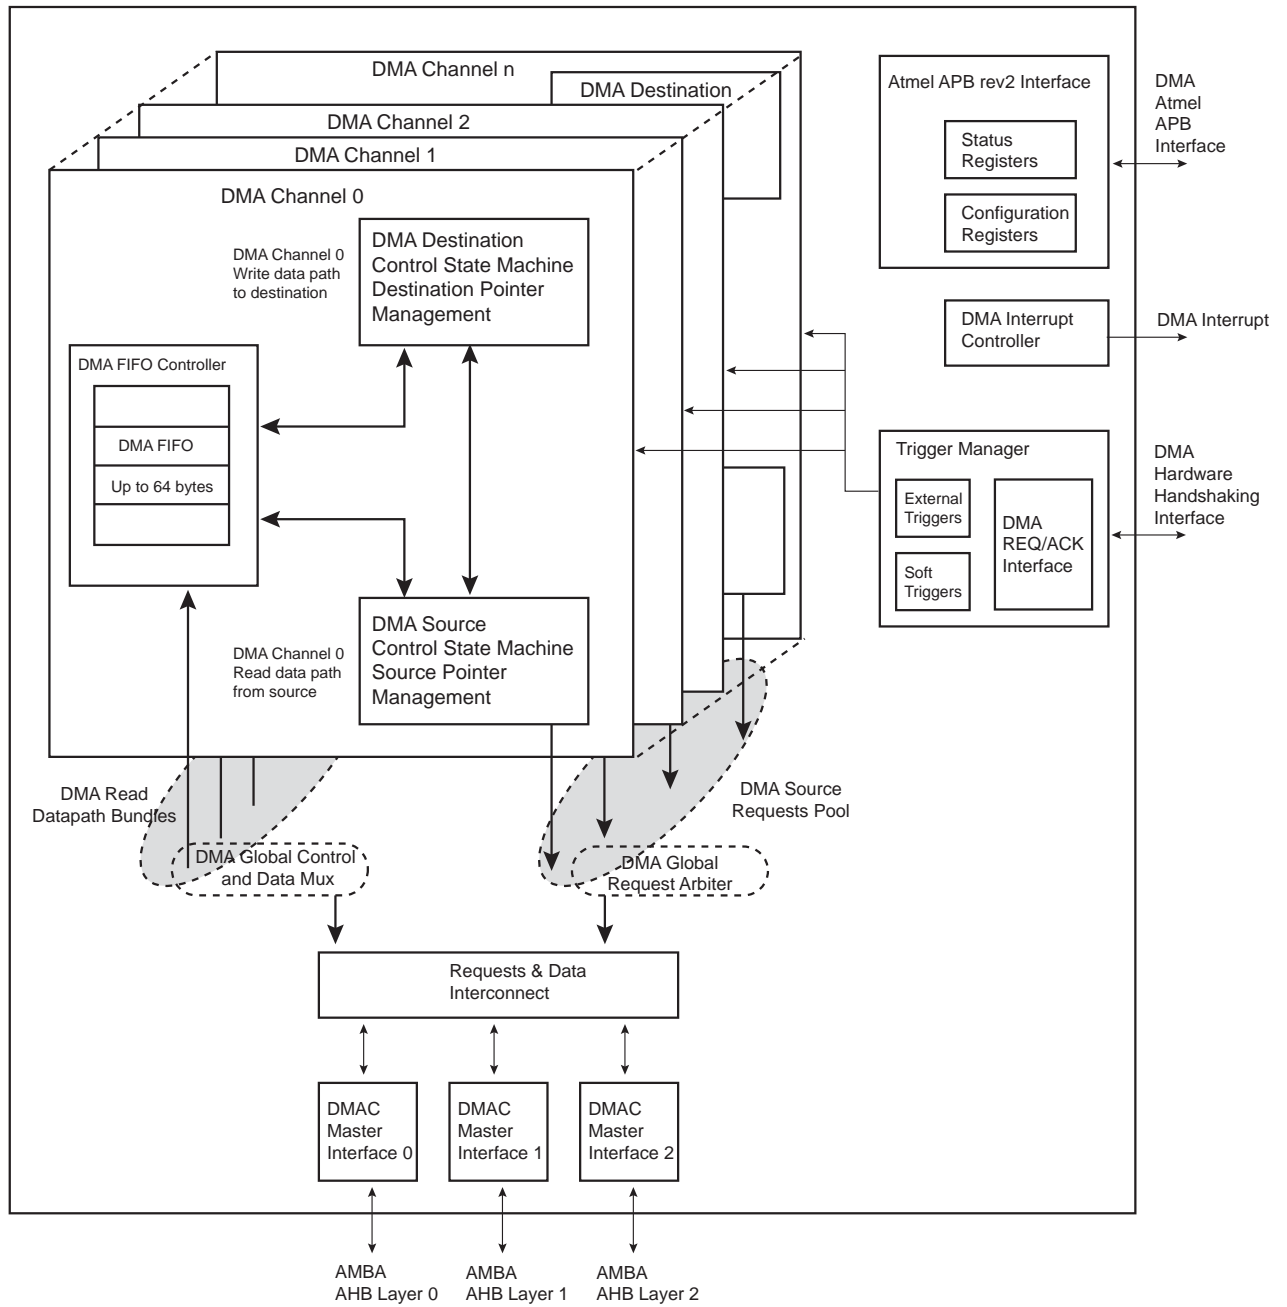 DMA Channel n
DMA Destination
DMA Channel 2
DMA Channel 1
DMA Channel 0
DMA Destination
Control State Machine
Destination Pointer
Management
DMA Channel 0
Write data path
to destination
DMA FIFO Controller
DMA FIFO
Up to 64 bytes
DMA Source
Control State Machine
Source Pointer
Management
DMA Channel 0
Read data path
from source
Atmel APB rev2 Interface
Status
Registers
Configuration
Registers
DMA
Atmel
APB
Interface
DMA Interrupt
Controller
DMA Interrupt
Trigger Manager
External
Triggers
Soft
Triggers
DMA
REQ/ACK
Interface
DMA
Hardware
Handshaking
Interface
DMA Read
Datapath Bundles
DMA Source
Requests Pool
DMA Global Control
and Data Mux
DMA Global
Request Arbiter
Requests & Data
Interconnect
DMAC
Master
Interface 0
DMAC
Master
Interface 1
DMAC
Master
Interface 2
AMBA
AHB Layer 0
AMBA
AHB Layer 1
AMBA
AHB Layer 2